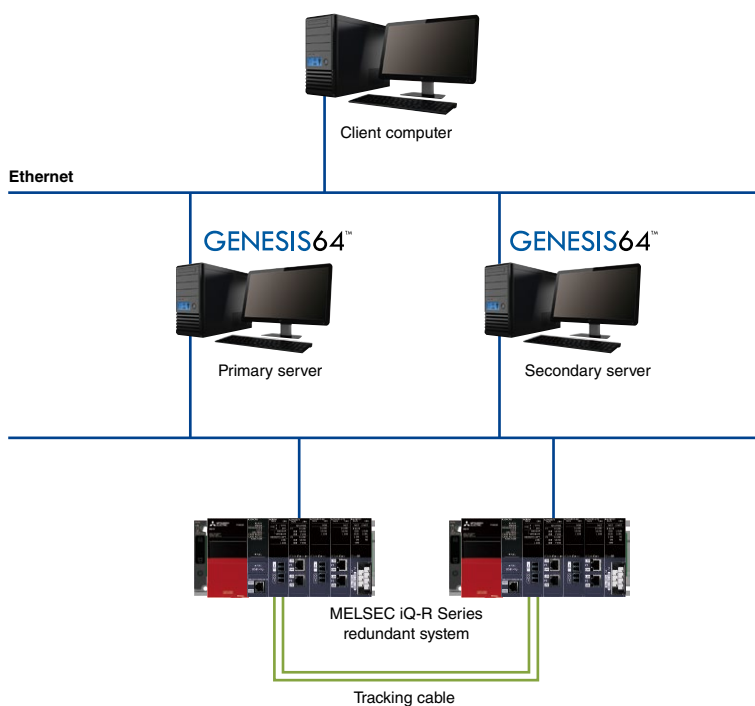 Client computer
Ethernet
GENESIS64™
GENESIS64™
Primary server
Secondary server
MELSEC iQ-R Series
redundant system
Tracking cable